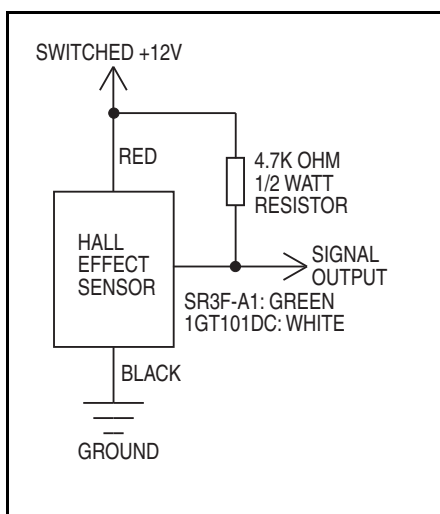 SWITCHED +12V
RED
4.7K OHM
1/2 WATT
RESISTOR
HALL
EFFECT
SENSOR
SIGNAL
OUTPUT
SR3F-A1: GREEN
1GT101DC: WHITE
BLACK
GROUND